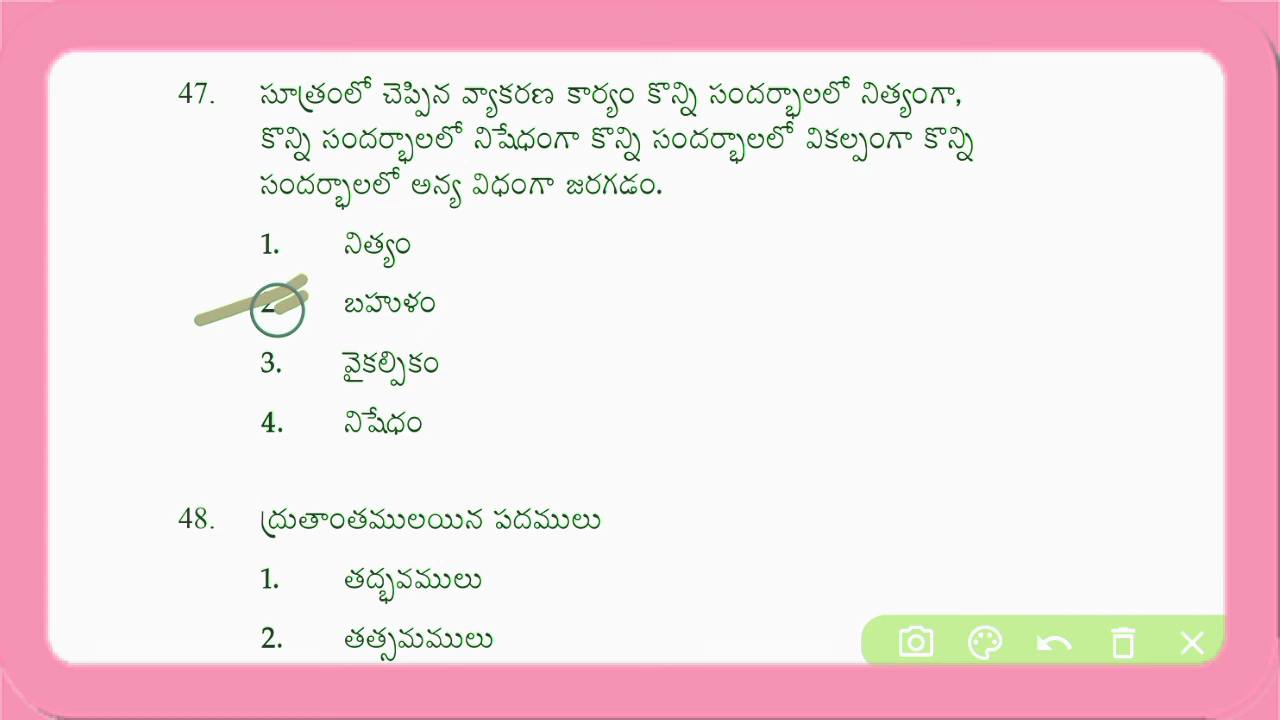 47. సూత్రంలో చెప్పిన వ్యాకరణ కార్యం కొన్ని సందర్భాలలో నిత్యంగా,
కొన్ని సందర్భాలలో నిషేధంగా కొన్ని సందర్భాలలో వికల్పంగా కొన్ని
సందర్భాలలో అన్య విధంగా జరగడం.
1. నిత్యం
2. బహుళం
3. వైకల్పికం
4. నిషేధం
48. ద్రుతాంతములయిన పదములు
1. తద్భవములు
2. తత్సమములు